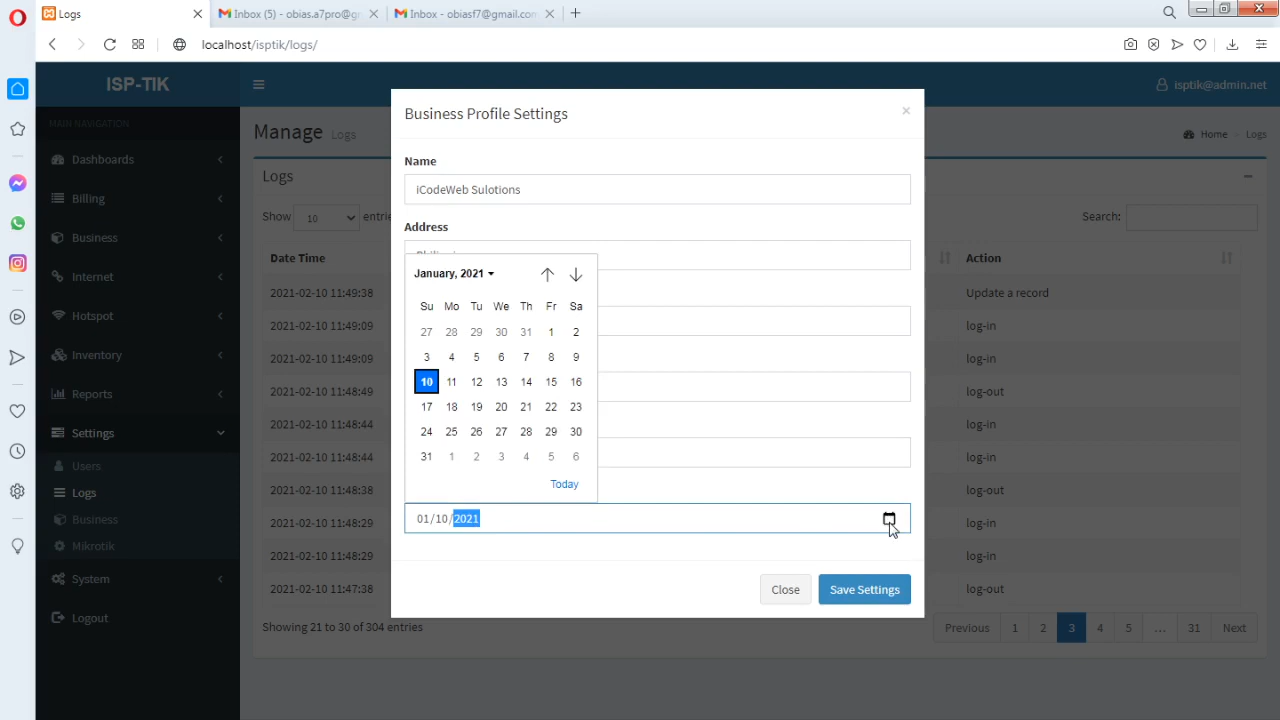 Logs
Inbox (5) - obias.a7pro@g
Inbox - obiasf7@gmail.com
localhost/isptik/logs/
ISP-TIK
isptik@admin.net
MAIN NAVIGATION
Dashboards
Billing
Business
Internet
Hotspot
Inventory
Reports
Settings
Users
Logs
Business
Mikrotik
System
Logout
Manage Logs
Home - Logs
Logs
Show 10 entrie
Search:
Date Time
Action
2021-02-10 11:49:38
Update a record
2021-02-10 11:49:09
log-in
2021-02-10 11:49:09
log-in
2021-02-10 11:48:49
log-out
2021-02-10 11:48:44
log-in
2021-02-10 11:48:44
log-in
2021-02-10 11:48:38
log-out
2021-02-10 11:48:29
log-in
2021-02-10 11:48:29
log-in
2021-02-10 11:47:38
log-out
Showing 21 to 30 of 304 entries
Previous 1 2 3 4 5 ... 31 Next
Business Profile Settings
×
Name
iCodeWeb Sulotions
Address
January, 2021
Su Mo Tu We Th Fr Sa
27 28 29 30 31 1 2
3 4 5 6 7 8 9
10 11 12 13 14 15 16
17 18 19 20 21 22 23
24 25 26 27 28 29 30
31 1 2 3 4 5 6
Today
01/10/2021
Close
Save Settings